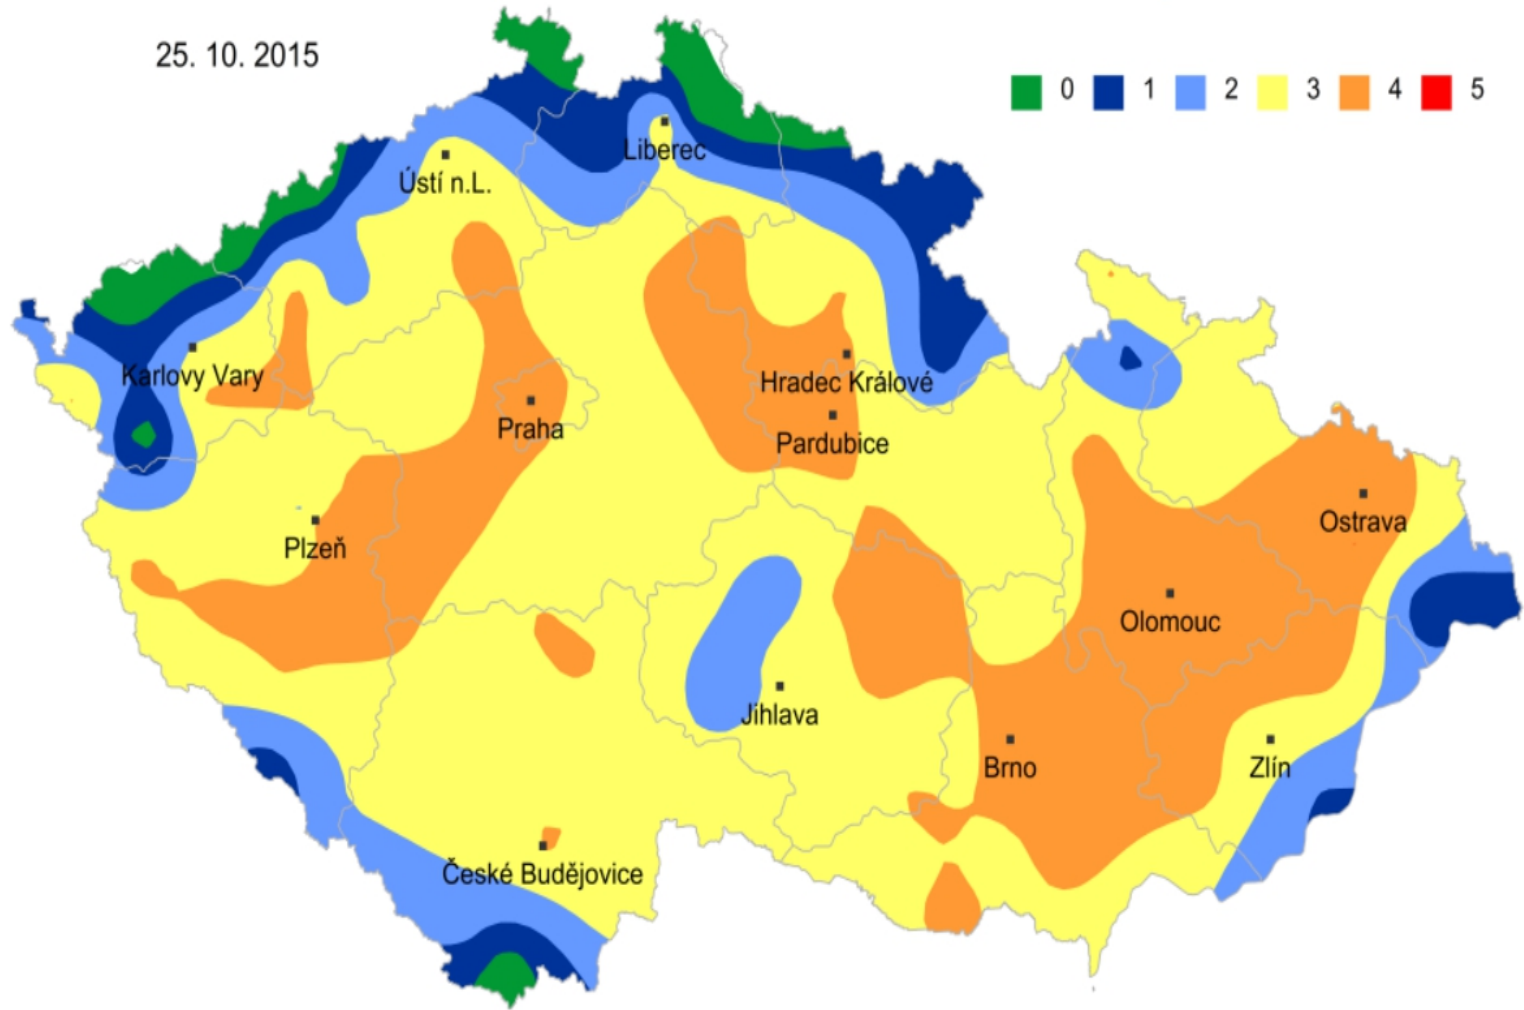 25. 10. 2015
0 1 2 3 4 5
Liberec
Ústí n.L.
Karlovy Vary
Hradec Králové
Praha
Pardubice
Ostrava
Plzeň
Olomouc
Jihlava
Brno
Zlín
České Budějovice